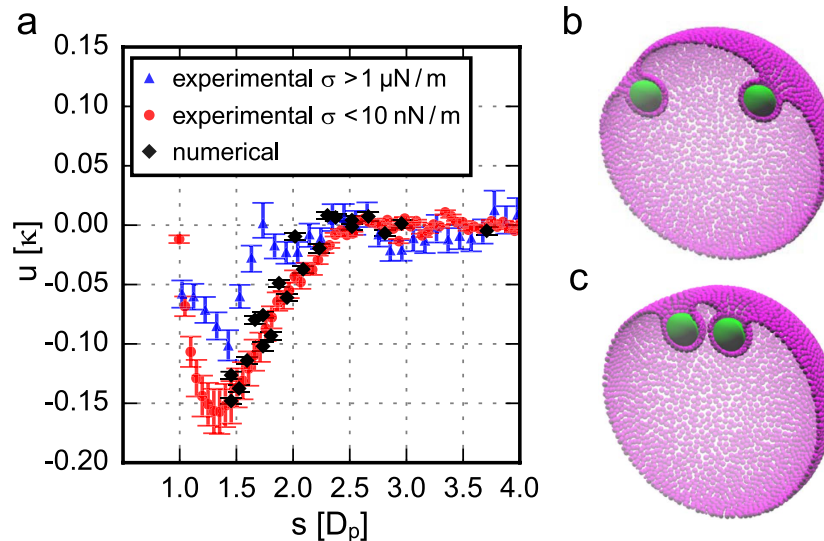 a
b
c
0.15
0.10
0.05
0.00
-0.05
-0.10
-0.15
-0.20
u [κ]
experimental σ > 1 μN / m
experimental σ < 10 nN / m
numerical
1.0 1.5 2.0 2.5 3.0 3.5 4.0
s [Dp]